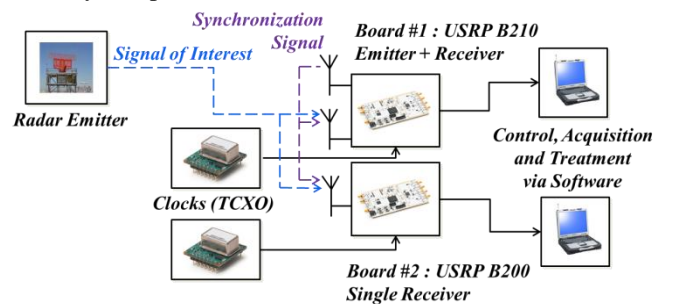 Synchronization
Signal
Board #1 : USRP B210
Emitter + Receiver
Signal of Interest
Radar Emitter
Control, Acquisition
and Treatment
via Software
Clocks (TCXO)
Board #2 : USRP B200
Single Receiver